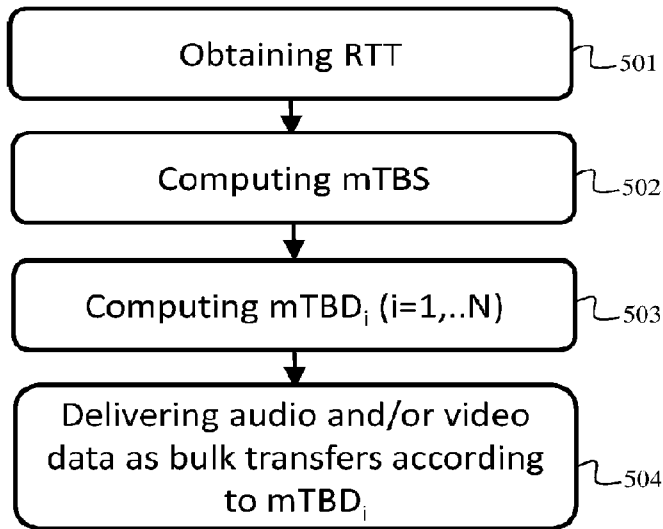 Obtaining RTT
501
Computing mTBS
502
Computing mTBDi (i=1,..N)
503
Delivering audio and/or video
data as bulk transfers according
to mTBDi
504